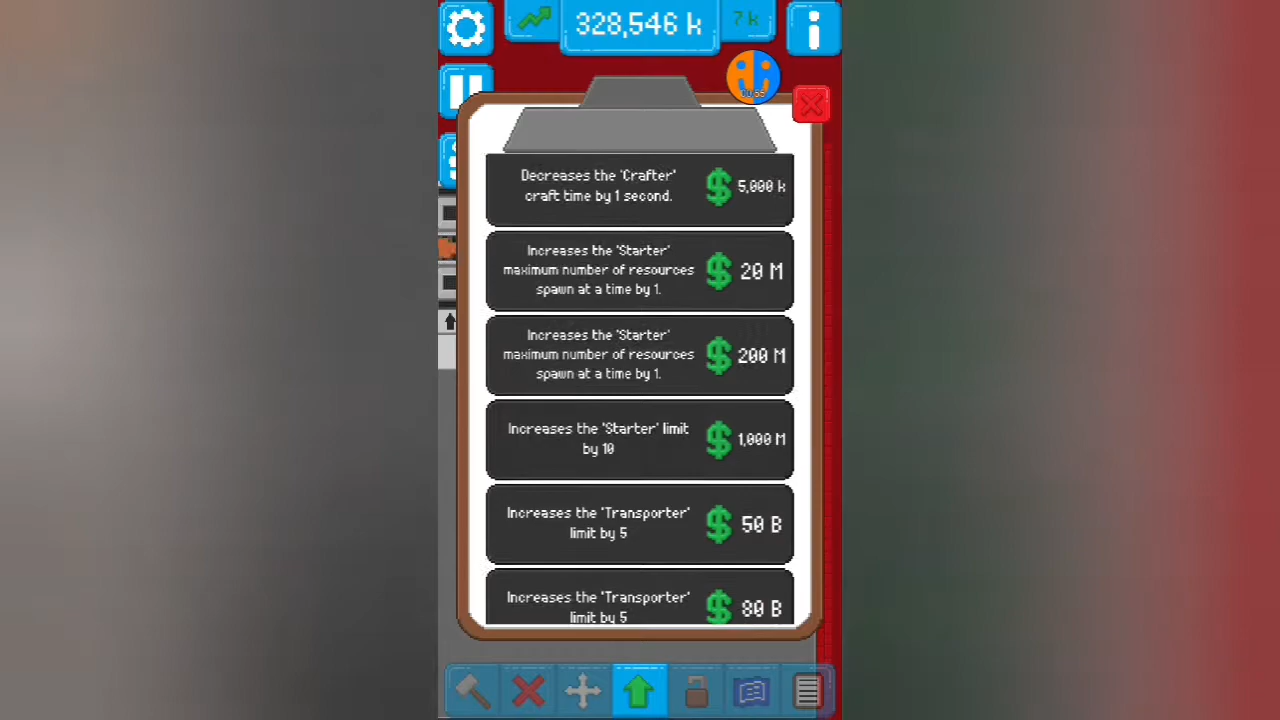 328,546 k
7 k
Decreases the 'Crafter'
craft time by 1 second.
5,000 k
Increases the 'Starter'
maximum number of resources
spawn at a time by 1.
20 M
Increases the 'Starter'
maximum number of resources
spawn at a time by 1.
200 M
Increases the 'Starter' limit
by 10
1,000 M
Increases the 'Transporter'
limit by 5
50 B
Increases the 'Transporter'
limit by 5
80 B